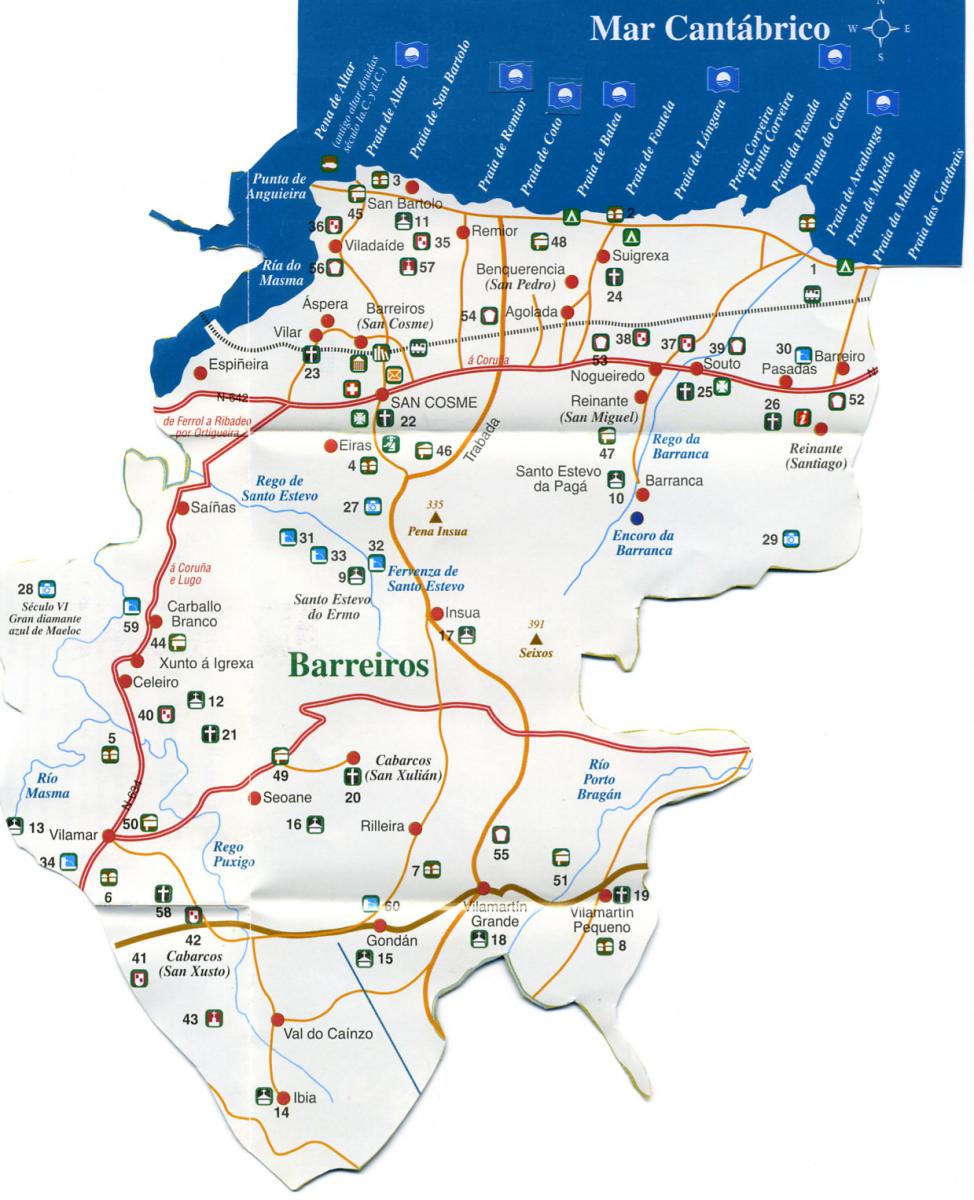 Mar Cantábrico
N
W
E
S
Pena de Altar
(antigo altar druidas
século Ia.C. y d.C.)
Praia de Altar
Praia de San Bartolo
Praia de Remior
Praia de Coto
Praia de Balea
Praia de Fontela
Praia de Lóngara
Praia Correira
Punta Correira
Praia da Pasada
Punta do Castro
Praia de Arealonga
Praia de Maledo
Praia da Malata
Praia das Catedrais
Punta de
Anguieira
3
45
San Bartolo
11
36
Viladaíde
35
Remior
48
2
Suigrexa
Ría do
Masma
56
57
Benquerencia
(San Pedro)
24
1
Áspera
Barreiros
(San Cosme)
54
Agolada
Vilar
23
Espiñeira
á Coruña
53
38
37
39
30
Barreiro
Nogueiredo
Souto
Pasadas
N
N-642
SAN COSME
de Ferrol a Ribadeo
por Ortigueira
22
Reinante
(San Miguel)
25
26
52
Reinante
(Santiago)
Eiras
4
46
Trabada
47
Rego da
Barranca
Rego de
Santo Estevo
Santo Estevo
da Pagá
10
Barranca
Saíñas
27
335
Pena Insua
Encoro da
Barranca
29
31
33
32
9
Fervenza de
Santo Estevo
Santo Estevo
do Ermo
á Coruña
e Lugo
28
Século VI
Gran diamante
azul de Maeloc
59
Carballo
Branco
44
Insua
17
391
Seixos
Xunto á Igrexa
Celeiro
Barreiros
12
40
21
5
49
Cabarcos
(San Xulián)
20
Río
Masma
N-634
Seoane
Río
Porto
Bragán
13
Vilamar
50
16
Rilleira
34
Rego
Puxigo
55
7
51
6
58
60
Vilamartín
Grande
19
Vilamartín
Pequeno
42
Gondán
18
8
Cabarcos
(San Xusto)
15
41
43
Val do Caínzo
14
Ibia